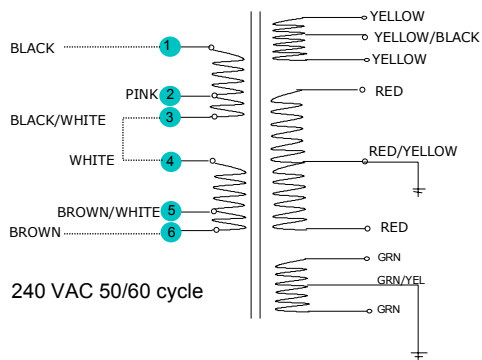 BLACK 1
PINK 2
BLACK/WHITE 3
WHITE 4
BROWN/WHITE 5
BROWN 6
240 VAC 50/60 cycle
YELLOW
YELLOW/BLACK
YELLOW
RED
RED/YELLOW
RED
GRN
GRN/YEL
GRN